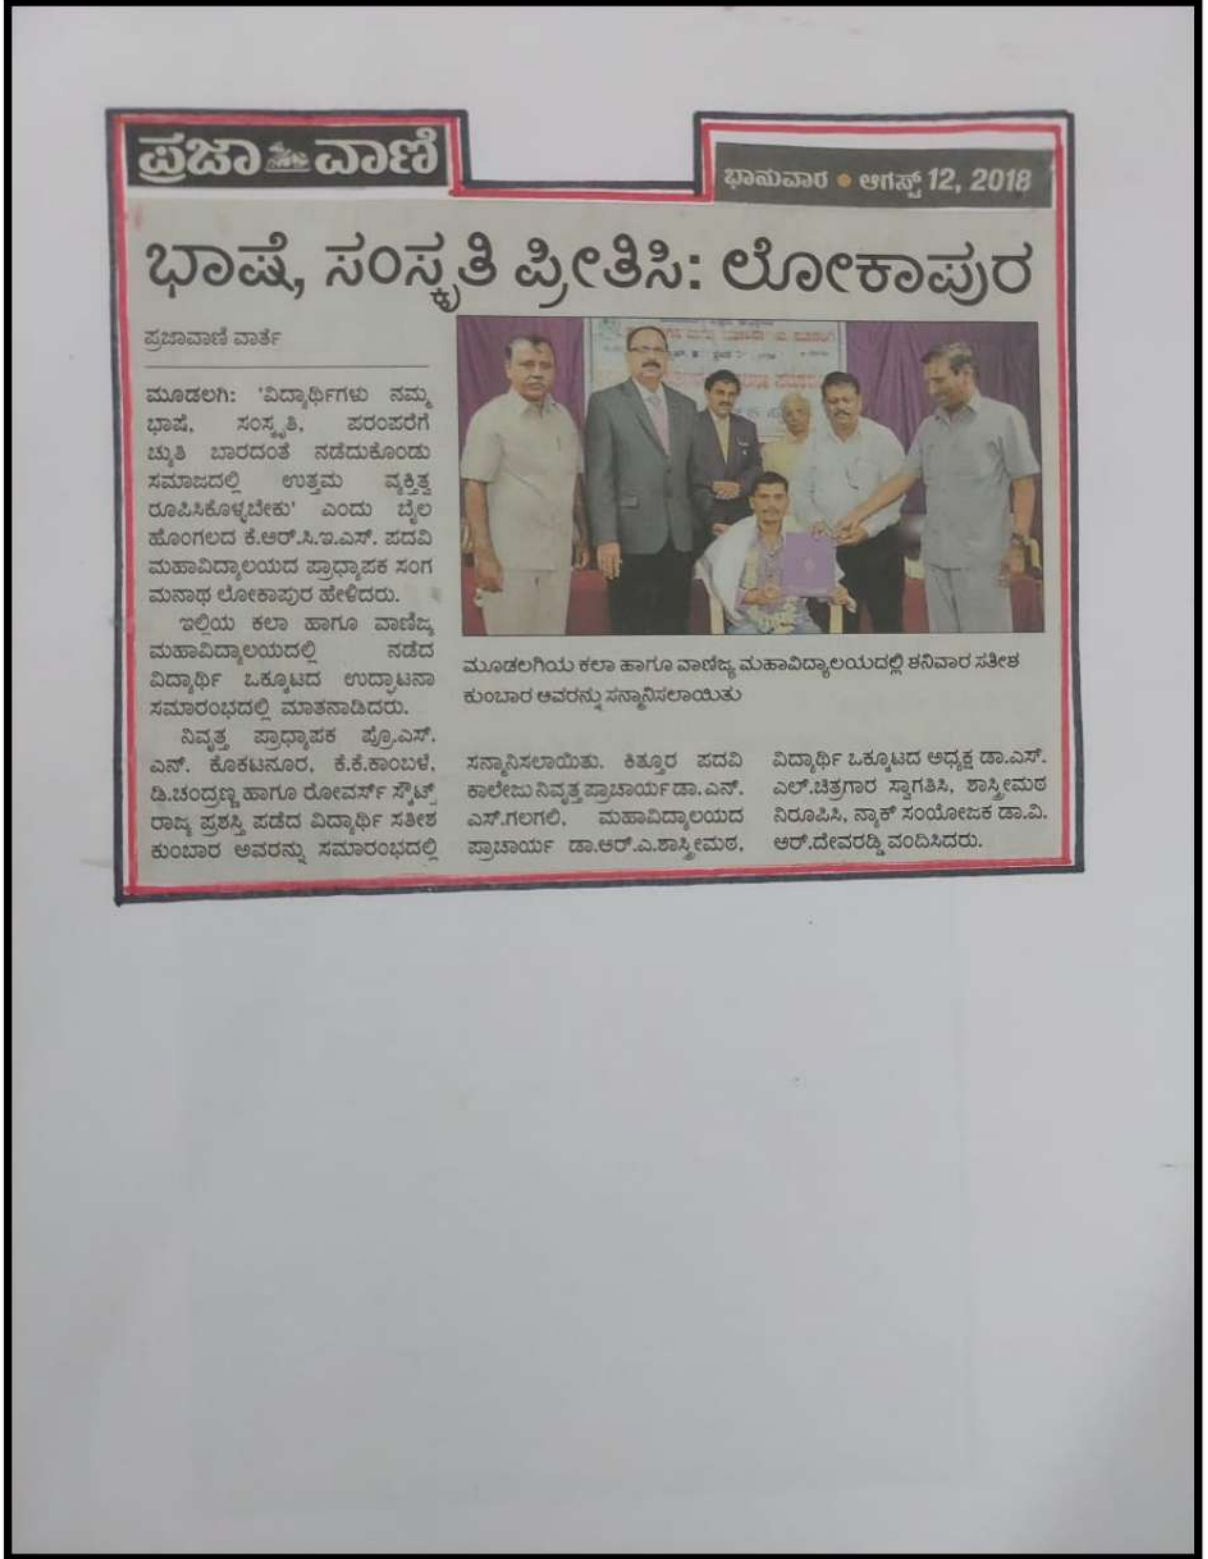 ಪ್ರಜಾವಾಣಿ
ಭಾನುವಾರ ● ಆಗಸ್ಟ್ 12, 2018
ಭಾಷೆ, ಸಂಸ್ಕೃತಿ ಪ್ರೀತಿಸಿ: ಲೋಕಾಪುರ
ಪ್ರಜಾವಾಣಿ ವಾರ್ತೆ
ಮೂಡಲಗಿ: 'ವಿದ್ಯಾರ್ಥಿಗಳು ನಮ್ಮ
ಭಾಷೆ, ಸಂಸ್ಕೃತಿ, ಪರಂಪರೆಗೆ
ಚ್ಯುತಿ ಬಾರದಂತೆ ನಡೆದುಕೊಂಡು
ಸಮಾಜದಲ್ಲಿ ಉತ್ತಮ ವ್ಯಕ್ತಿತ್ವ
ರೂಪಿಸಿಕೊಳ್ಳಬೇಕು' ಎಂದು ಬೈಲ
ಹೊಂಗಲದ ಕೆ.ಆರ್.ಸಿ.ಇ.ಎಸ್. ಪದವಿ
ಮಹಾವಿದ್ಯಾಲಯದ ಪ್ರಾಧ್ಯಾಪಕ ಸಂಗ
ಮನಾಥ ಲೋಕಾಪುರ ಹೇಳಿದರು.
ಇಲ್ಲಿಯ ಕಲಾ ಹಾಗೂ ವಾಣಿಜ್ಯ
ಮಹಾವಿದ್ಯಾಲಯದಲ್ಲಿ ನಡೆದ
ವಿದ್ಯಾರ್ಥಿ ಒಕ್ಕೂಟದ ಉದ್ಘಾಟನಾ
ಸಮಾರಂಭದಲ್ಲಿ ಮಾತನಾಡಿದರು.
ನಿವೃತ್ತ ಪ್ರಾಧ್ಯಾಪಕ ಪ್ರೊ.ಎಸ್.
ಎನ್. ಕೊಕಟನೂರ, ಕೆ.ಕೆ.ಕಾಂಬಳೆ,
ಡಿ.ಚಂದ್ರಣ್ಣ ಹಾಗೂ ರೋವರ್ಸ್ ಸ್ಕೌಟ್ಸ್
ರಾಜ್ಯ ಪ್ರಶಸ್ತಿ ಪಡೆದ ವಿದ್ಯಾರ್ಥಿ ಸತೀಶ
ಕುಂಬಾರ ಅವರನ್ನು ಸಮಾರಂಭದಲ್ಲಿ
ಮೂಡಲಗಿಯ ಕಲಾ ಹಾಗೂ ವಾಣಿಜ್ಯ ಮಹಾವಿದ್ಯಾಲಯದಲ್ಲಿ ಶನಿವಾರ ಸತೀಶ
ಕುಂಬಾರ ಅವರನ್ನು ಸನ್ಮಾನಿಸಲಾಯಿತು
ಸನ್ಮಾನಿಸಲಾಯಿತು. ಕಿತ್ತೂರ ಪದವಿ
ಕಾಲೇಜು ನಿವೃತ್ತ ಪ್ರಾಚಾರ್ಯ ಡಾ.ಎನ್.
ಎಸ್.ಗಲಗಲಿ, ಮಹಾವಿದ್ಯಾಲಯದ
ಪ್ರಾಚಾರ್ಯ ಡಾ.ಆರ್.ಎ.ಶಾಸ್ತ್ರೀಮಠ,
ವಿದ್ಯಾರ್ಥಿ ಒಕ್ಕೂಟದ ಅಧ್ಯಕ್ಷ ಡಾ.ಎಸ್.
ಎಲ್.ಚಿತ್ರಗಾರ ಸ್ವಾಗತಿಸಿ, ಶಾಸ್ತ್ರೀಮಠ
ನಿರೂಪಿಸಿ, ನ್ಯಾಕ್ ಸಂಯೋಜಕ ಡಾ.ವಿ.
ಆರ್.ದೇವರಡ್ಡಿ ವಂದಿಸಿದರು.